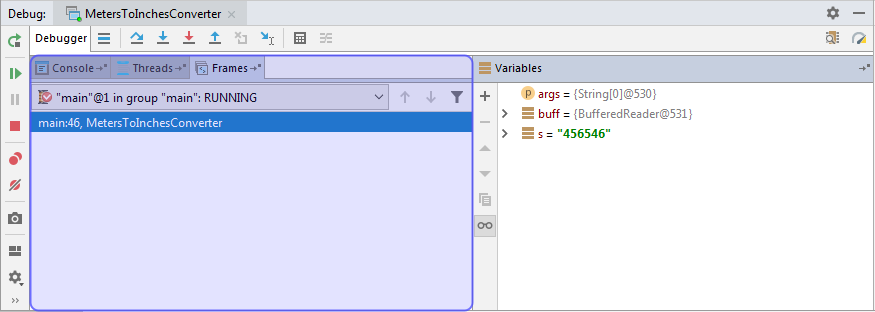 Debug: MetersToInchesConverter
Debugger
Console Threads Frames
Variables
"main"@1 in group "main": RUNNING
main:46, MetersToInchesConverter
args = {String[0]@530}
buff = {BufferedReader@531}
s = "456546"